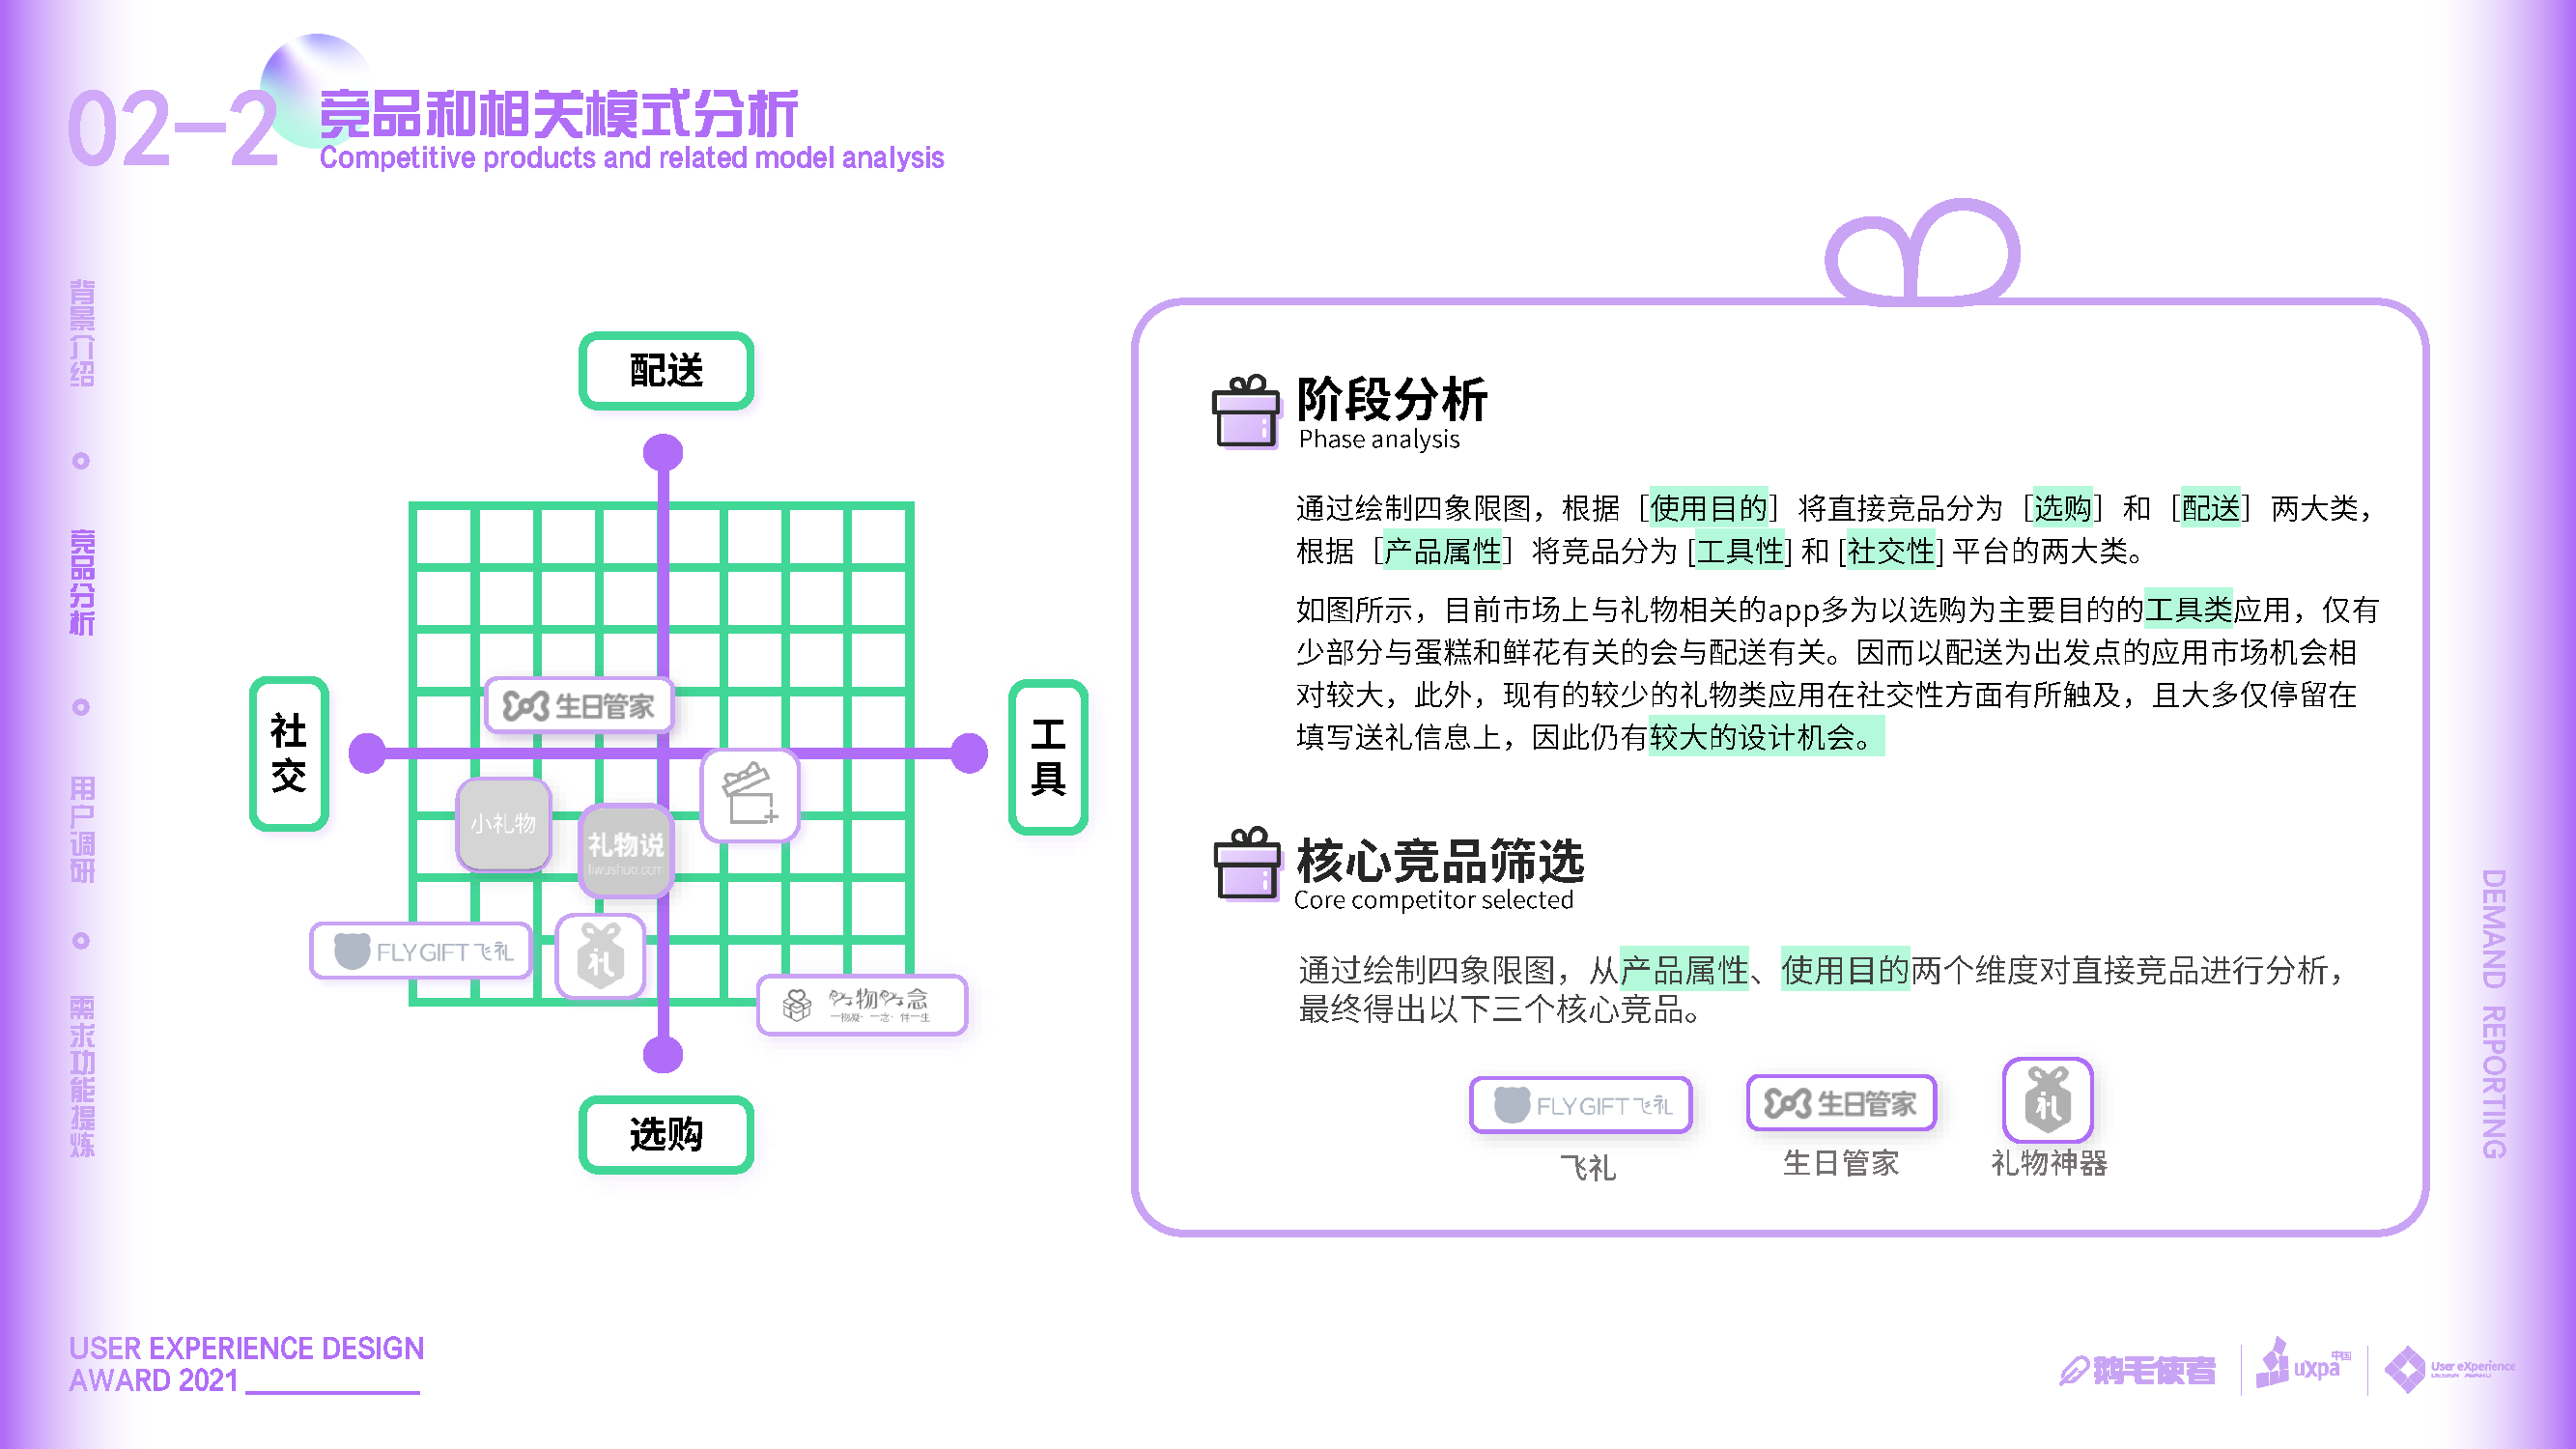 02-2
竞品和相关模式分析
Competitive products and related model analysis
背景介绍
竞品分析
用户调研
需求功能提炼
配送
社交
工具
选购
生日管家
小礼物
礼物说
liwushuo.com
FLYGIFT飞礼
礼
物念
一物凝·一念·伴一生
阶段分析
Phase analysis
通过绘制四象限图，根据［使用目的］将直接竞品分为［选购］和［配送］两大类，
根据［产品属性］将竞品分为 [工具性] 和 [社交性] 平台的两大类。
如图所示，目前市场上与礼物相关的app多为以选购为主要目的的工具类应用，仅有
少部分与蛋糕和鲜花有关的会与配送有关。因而以配送为出发点的应用市场机会相
对较大，此外，现有的较少的礼物类应用在社交性方面有所触及，且大多仅停留在
填写送礼信息上，因此仍有较大的设计机会。
核心竞品筛选
Core competitor selected
通过绘制四象限图，从产品属性、使用目的两个维度对直接竞品进行分析，
最终得出以下三个核心竞品。
FLYGIFT飞礼
生日管家
礼
飞礼
生日管家
礼物神器
DEMAND REPORTING
USER EXPERIENCE DESIGN
AWARD 2021
鹅毛使者
uxpa中国
User eXperience